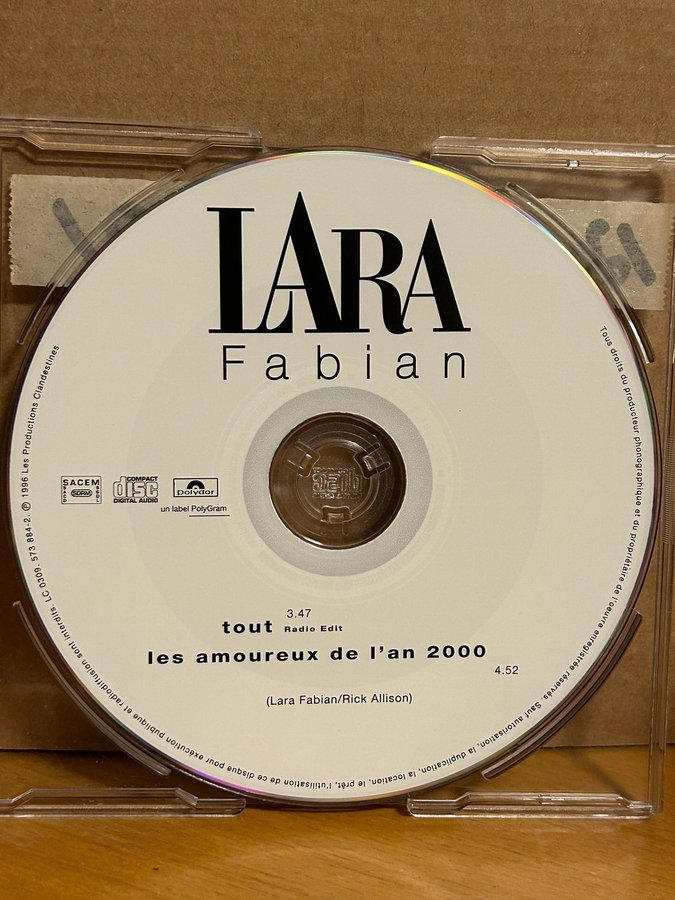 LARA
Fabian
SACEM
SDRM
COMPACT
disc
DIGITAL AUDIO
Polydor
un label PolyGram
3.47
tout Radio Edit
les amoureux de l'an 2000
4.52
(Lara Fabian/Rick Allison)
Tous droits du producteur phonographique et du propriétaire de l'oeuvre enregistrée réservés. Sauf autorisation, la duplication, la location, le prêt, l'utilisation de ce disque pour exécution publique et radiodiffusion sont interdits. LC 0309. 573 884-2. ℗ 1996 Les Productions Clandestines